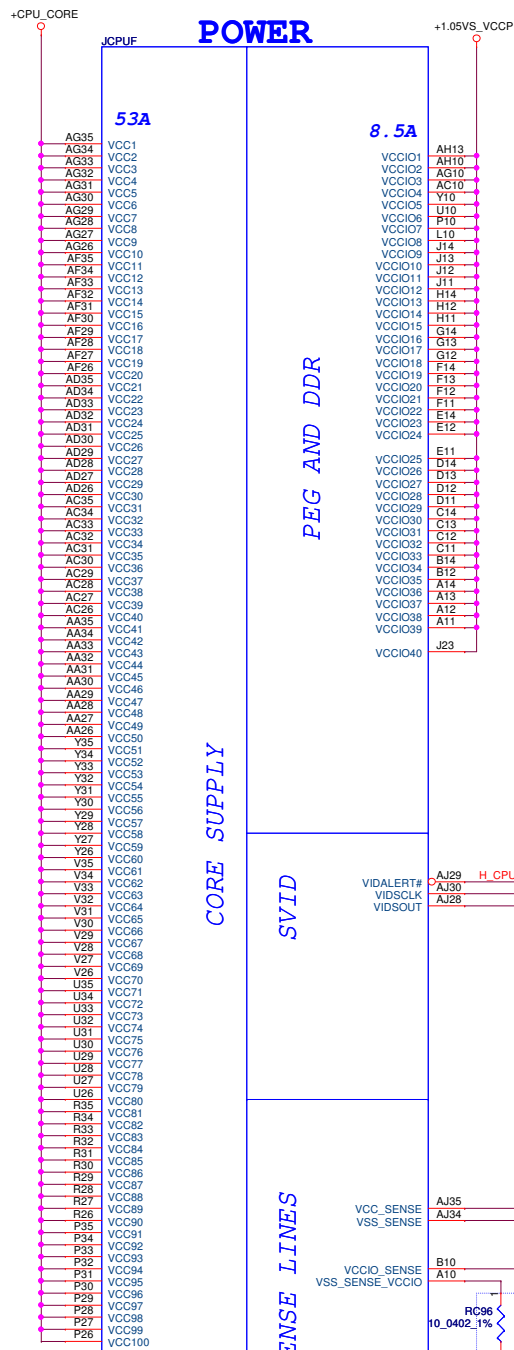 +CPU_CORE
POWER
+1.05VS_VCCP
JCPUF
53A
8.5A
AG35 VCC1
AG34 VCC2
AG33 VCC3
AG32 VCC4
AG31 VCC5
AG30 VCC6
AG29 VCC7
AG28 VCC8
AG27 VCC9
AG26 VCC10
AF35 VCC11
AF34 VCC12
AF33 VCC13
AF32 VCC14
AF31 VCC15
AF30 VCC16
AF29 VCC17
AF28 VCC18
AF27 VCC19
AF26 VCC20
AD35 VCC21
AD34 VCC22
AD33 VCC23
AD32 VCC24
AD31 VCC25
AD30 VCC26
AD29 VCC27
AD28 VCC28
AD27 VCC29
AD26 VCC30
AC35 VCC31
AC34 VCC32
AC33 VCC33
AC32 VCC34
AC31 VCC35
AC30 VCC36
AC29 VCC37
AC28 VCC38
AC27 VCC39
AC26 VCC40
AA35 VCC41
AA34 VCC42
AA33 VCC43
AA32 VCC44
AA31 VCC45
AA30 VCC46
AA29 VCC47
AA28 VCC48
AA27 VCC49
AA26 VCC50
Y35 VCC51
Y34 VCC52
Y33 VCC53
Y32 VCC54
Y31 VCC55
Y30 VCC56
Y29 VCC57
Y28 VCC58
Y27 VCC59
Y26 VCC60
V35 VCC61
V34 VCC62
V33 VCC63
V32 VCC64
V31 VCC65
V30 VCC66
V29 VCC67
V28 VCC68
V27 VCC69
V26 VCC70
U35 VCC71
U34 VCC72
U33 VCC73
U32 VCC74
U31 VCC75
U30 VCC76
U29 VCC77
U28 VCC78
U27 VCC79
U26 VCC80
R35 VCC81
R34 VCC82
R33 VCC83
R32 VCC84
R31 VCC85
R30 VCC86
R29 VCC87
R28 VCC88
R27 VCC89
R26 VCC90
P35 VCC91
P34 VCC92
P33 VCC93
P32 VCC94
P31 VCC95
P30 VCC96
P29 VCC97
P28 VCC98
P27 VCC99
P26 VCC100
CORE SUPPLY
PEG AND DDR
VCCIO1 AH13
VCCIO2 AH10
VCCIO3 AG10
VCCIO4 AC10
VCCIO5 Y10
VCCIO6 U10
VCCIO7 P10
VCCIO8 L10
VCCIO9 J14
VCCIO10 J13
VCCIO11 J12
VCCIO12 J11
VCCIO13 H14
VCCIO14 H12
VCCIO15 H11
VCCIO16 G14
VCCIO17 G13
VCCIO18 G12
VCCIO19 F14
VCCIO20 F13
VCCIO21 F12
VCCIO22 F11
VCCIO23 E14
VCCIO24 E12
VCCIO25 E11
VCCIO26 D14
VCCIO27 D13
VCCIO28 D12
VCCIO29 D11
VCCIO30 C14
VCCIO31 C13
VCCIO32 C12
VCCIO33 C11
VCCIO34 B14
VCCIO35 B12
VCCIO36 A14
VCCIO37 A13
VCCIO38 A12
VCCIO39 A11
VCCIO40 J23
SVID
VIDALERT# AJ29 H_CPU
VIDSCLK AJ30
VIDSOUT AJ28
ENSE LINES
VCC_SENSE AJ35
VSS_SENSE AJ34
VCCIO_SENSE B10
VSS_SENSE_VCCIO A10
1
RC96
10_0402_1%